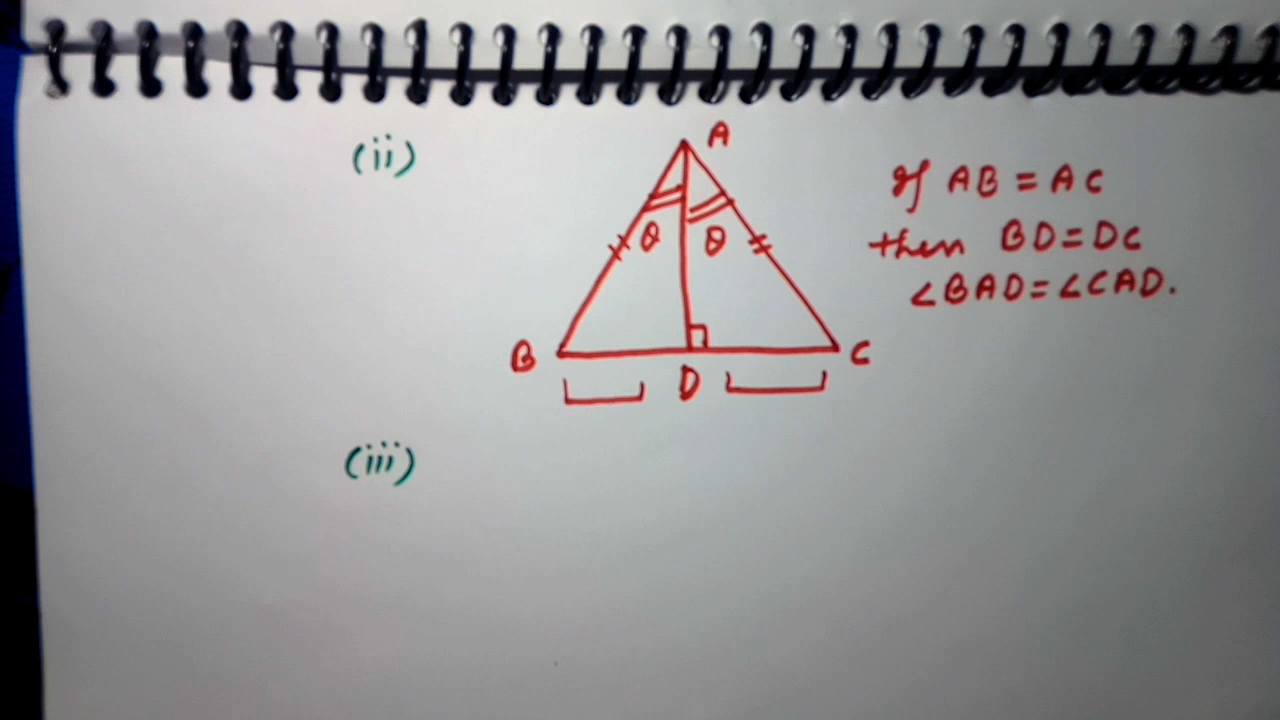 (ii)
A
If AB = AC
then BD = DC
∠BAD = ∠CAD.
θ θ
B D C
(iii)